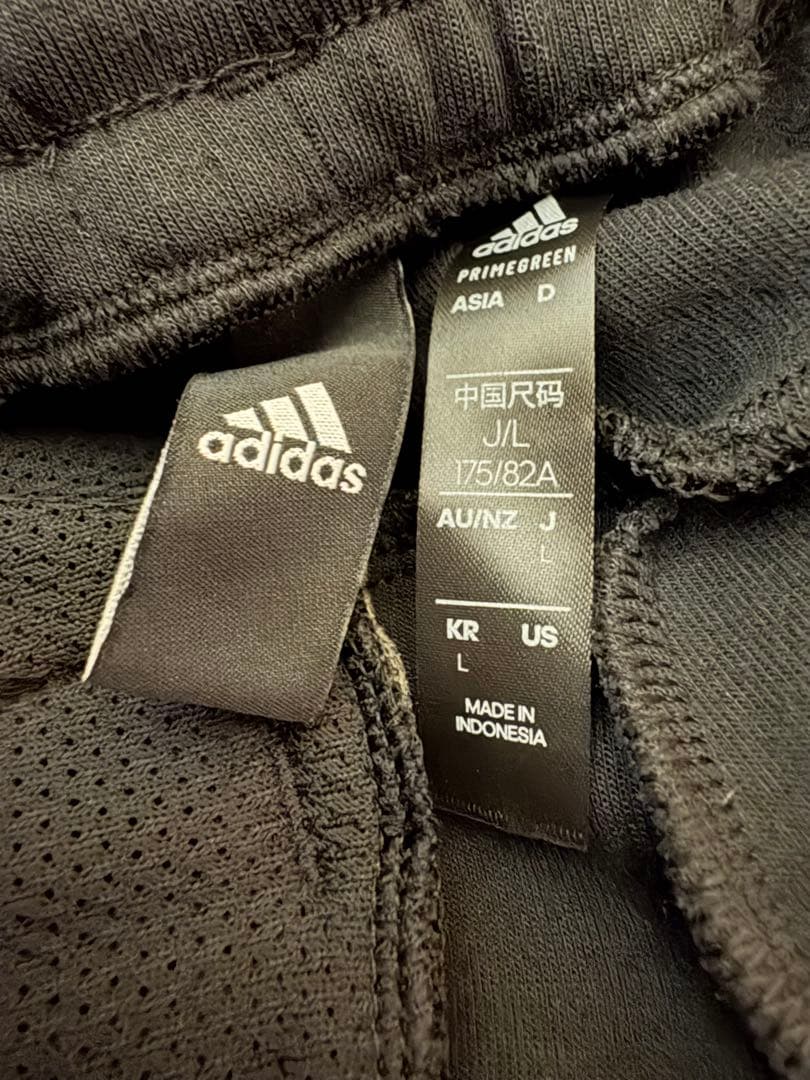 adidas
adidas
PRIMEGREEN
ASIA D
中国尺码
J/L
175/82A
AU/NZ J
L
KR US
L
MADE IN
INDONESIA